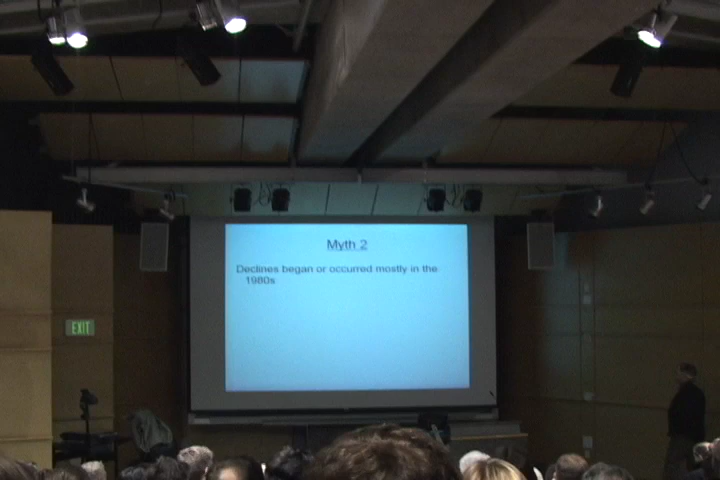 Myth 2
Declines began or occurred mostly in the
1980s
EXIT